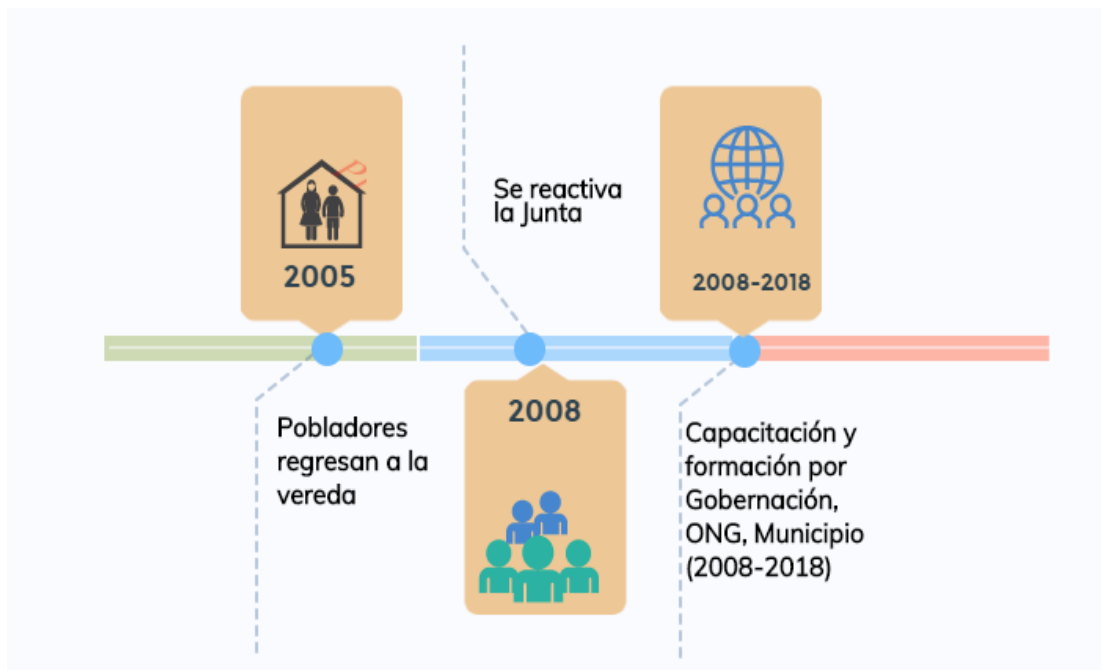 2005
Pobladores
regresan a la
vereda
Se reactiva
la Junta
2008
2008-2018
Capacitación y
formación por
Gobernación,
ONG, Municipio
(2008-2018)